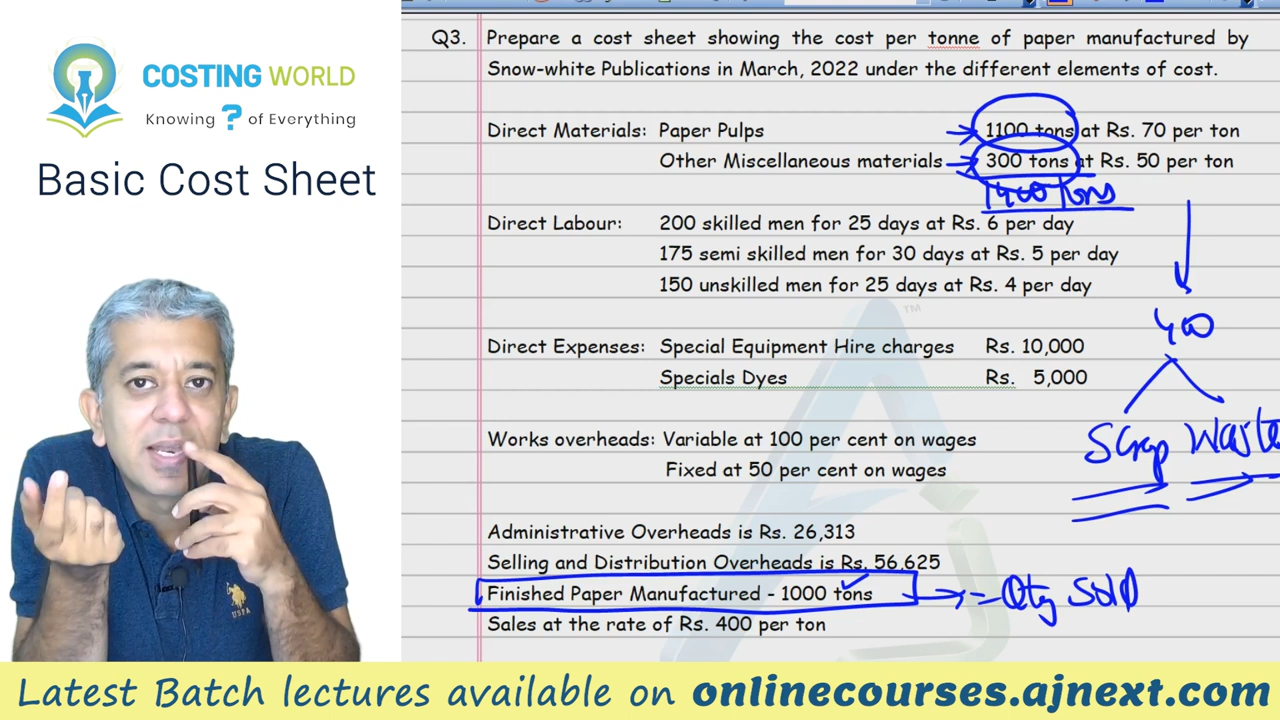 COSTING WORLD
Knowing ? of Everything
Basic Cost Sheet
Q3. Prepare a cost sheet showing the cost per tonne of paper manufactured by
Snow-white Publications in March, 2022 under the different elements of cost.
Direct Materials: Paper Pulps 1100 tons at Rs. 70 per ton
Other Miscellaneous materials 300 tons at Rs. 50 per ton
1400 tons
Direct Labour: 200 skilled men for 25 days at Rs. 6 per day
175 semi skilled men for 30 days at Rs. 5 per day
150 unskilled men for 25 days at Rs. 4 per day
400
Direct Expenses: Special Equipment Hire charges Rs. 10,000
Specials Dyes Rs. 5,000
Scrap Waste
Works overheads: Variable at 100 per cent on wages
Fixed at 50 per cent on wages
Administrative Overheads is Rs. 26,313
Selling and Distribution Overheads is Rs. 56,625
Finished Paper Manufactured - 1000 tons = Qty Sold
Sales at the rate of Rs. 400 per ton
TM
U.S. POLO ASSN.
USPA
Latest Batch lectures available on onlinecourses.ajnext.com